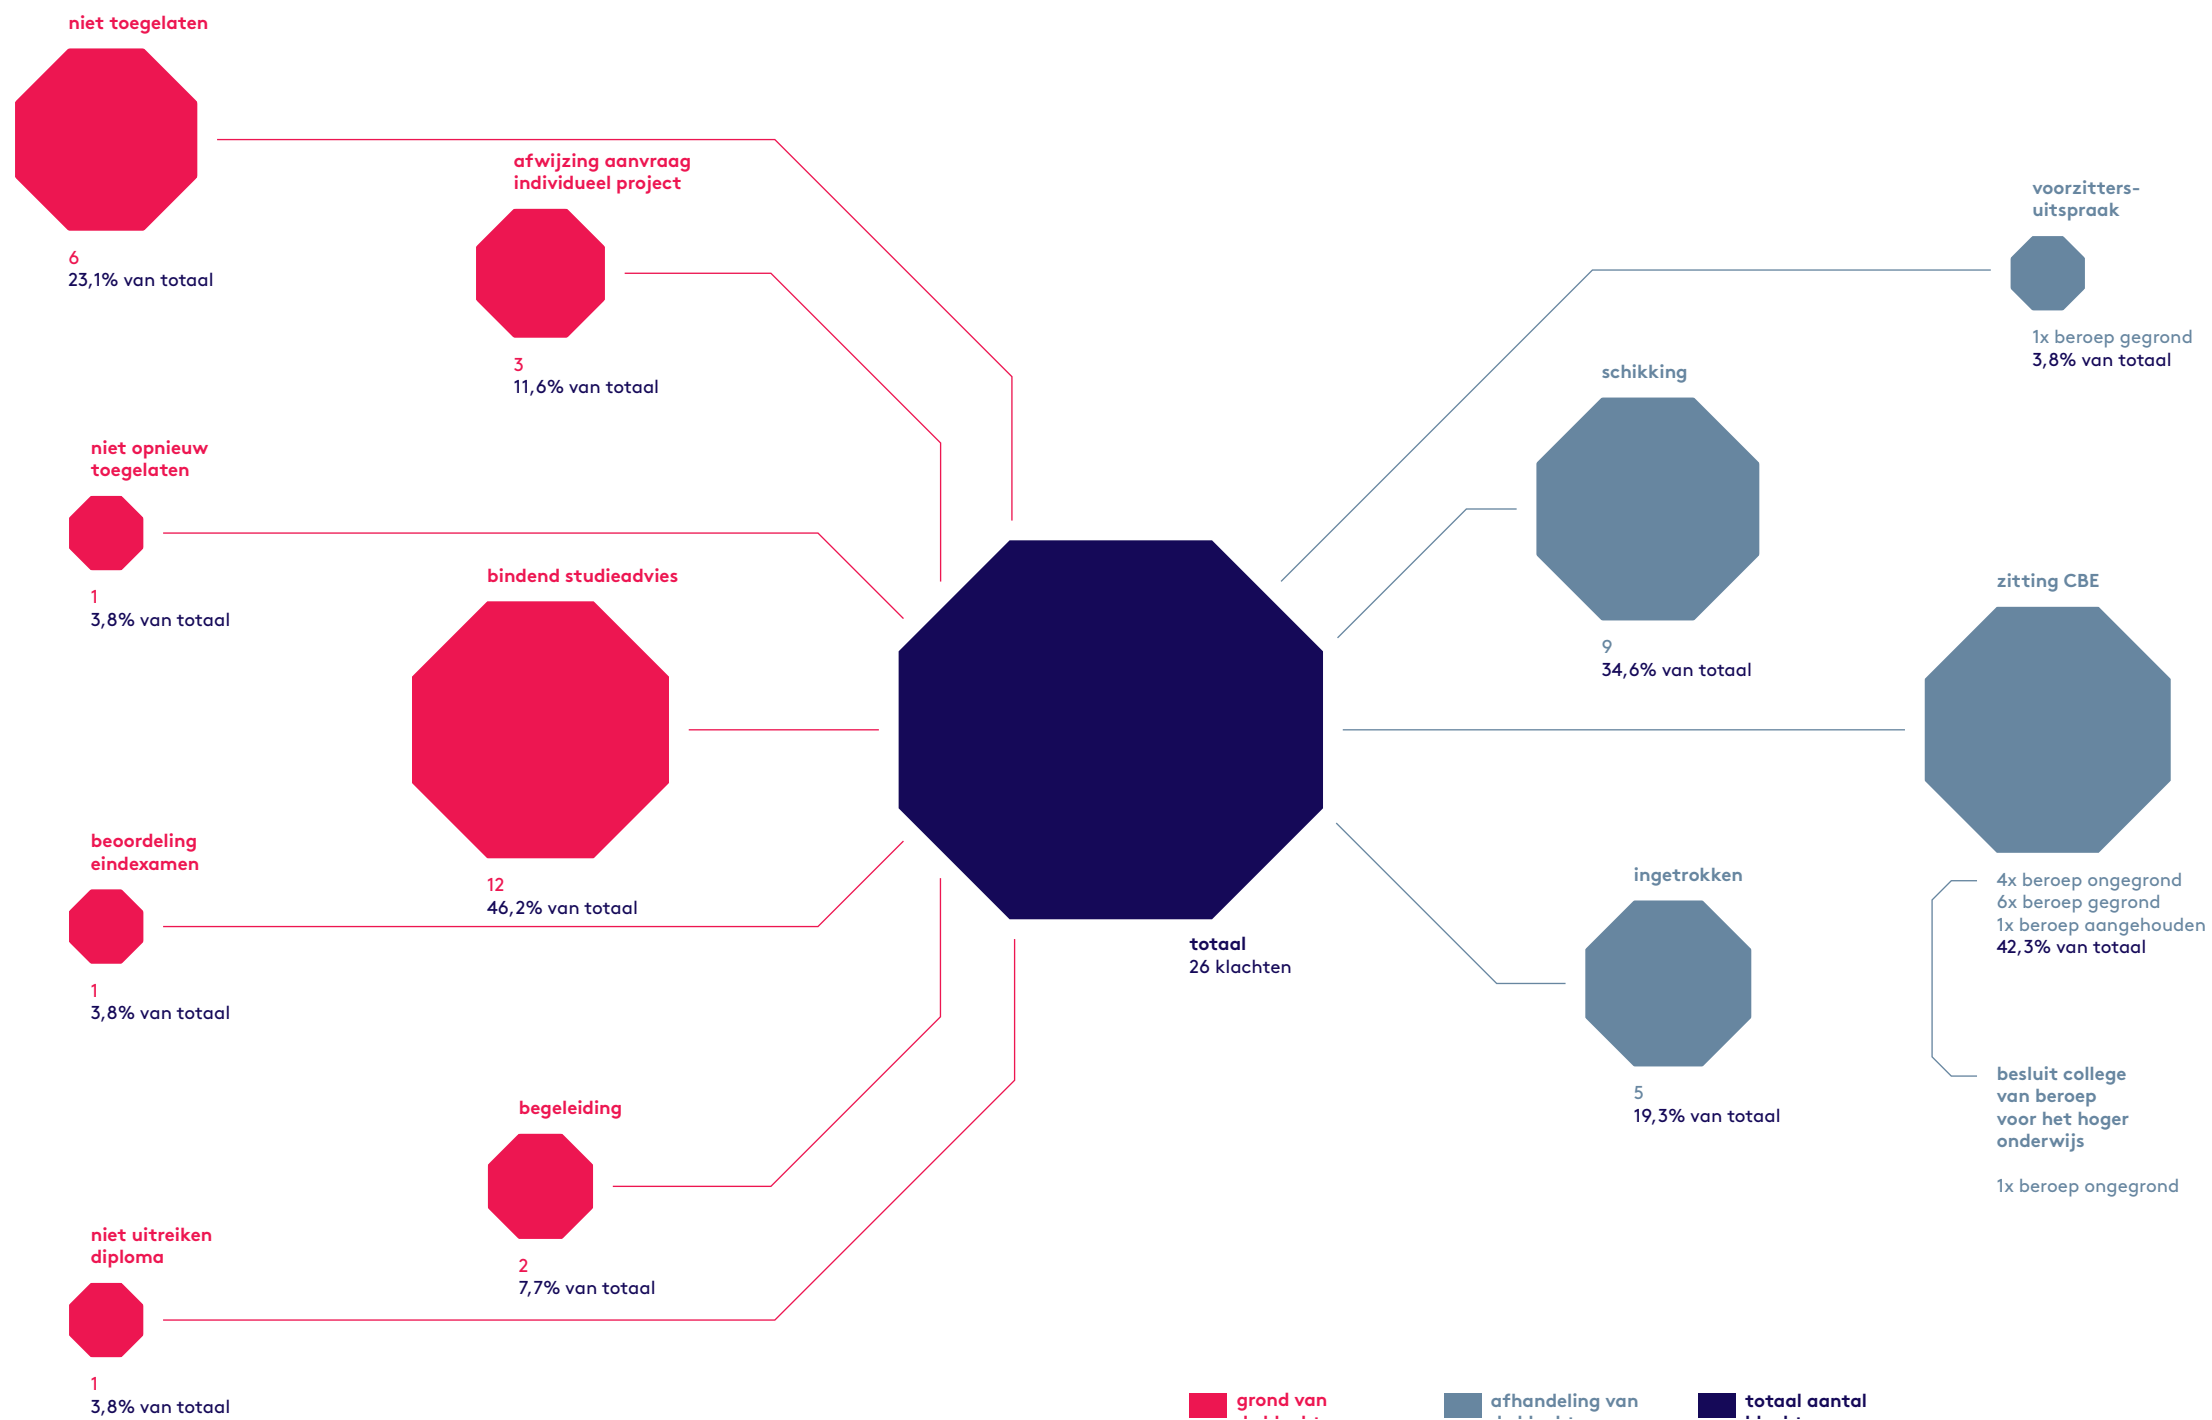 niet toegelaten
6
23,1% van totaal
afwijzing aanvraag
individueel project
3
11,6% van totaal
niet opnieuw
toegelaten
1
3,8% van totaal
bindend studieadvies
12
46,2% van totaal
beoordeling
eindexamen
1
3,8% van totaal
begeleiding
2
7,7% van totaal
niet uitreiken
diploma
1
3,8% van totaal
totaal
26 klachten
voorzitters-
uitspraak
1x beroep gegrond
3,8% van totaal
schikking
9
34,6% van totaal
zitting CBE
4x beroep ongegrond
6x beroep gegrond
1x beroep aangehouden
42,3% van totaal
ingetrokken
5
19,3% van totaal
besluit college
van beroep
voor het hoger
onderwijs
1x beroep ongegrond
grond van
afhandeling van
totaal aantal